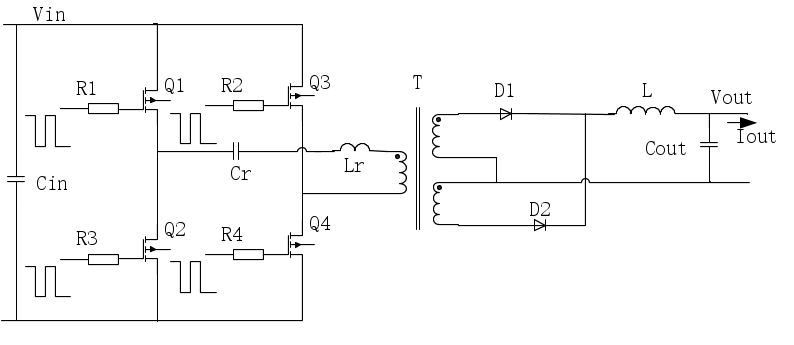 Vin
R1
Q1
R2
Q3
T
D1
L
Vout
Iout
Cout
Cin
Cr
Lr
R3
Q2
R4
Q4
D2